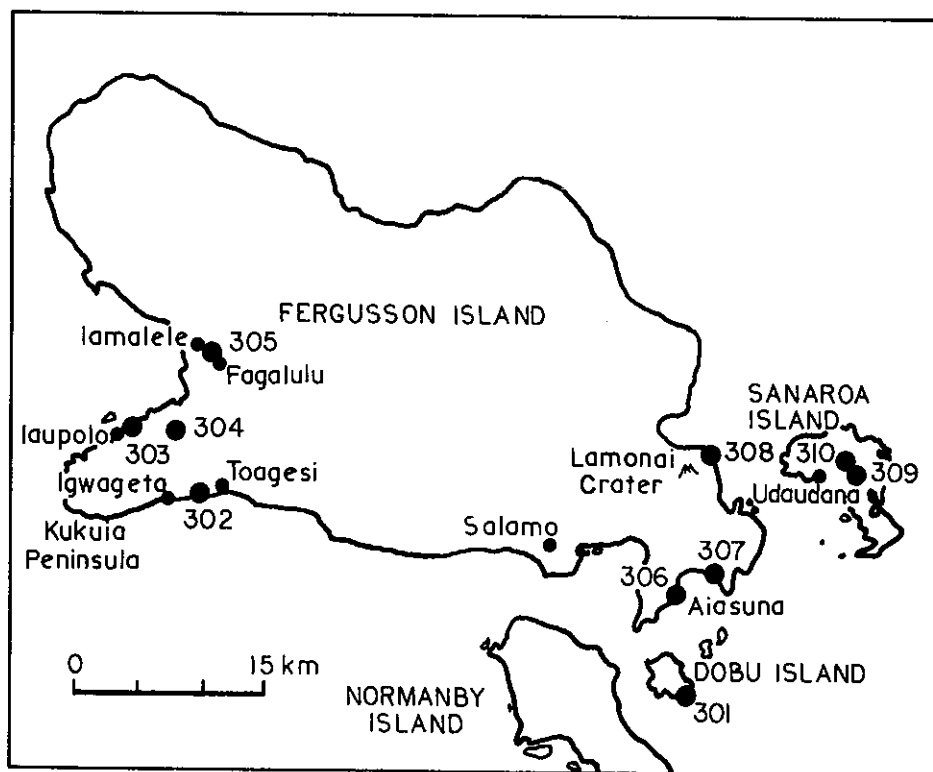 FERGUSSON ISLAND
Iamalele
305
Fagalulu
SANAROA
ISLAND
Iaupolo
304
303
308
310
309
Lamonai
Crater
Igwageta
Toagesi
Udaudana
302
Kukuia
Peninsula
Salamo
307
306
Aiasuna
0 15 km
DOBU ISLAND
NORMANBY
ISLAND
301